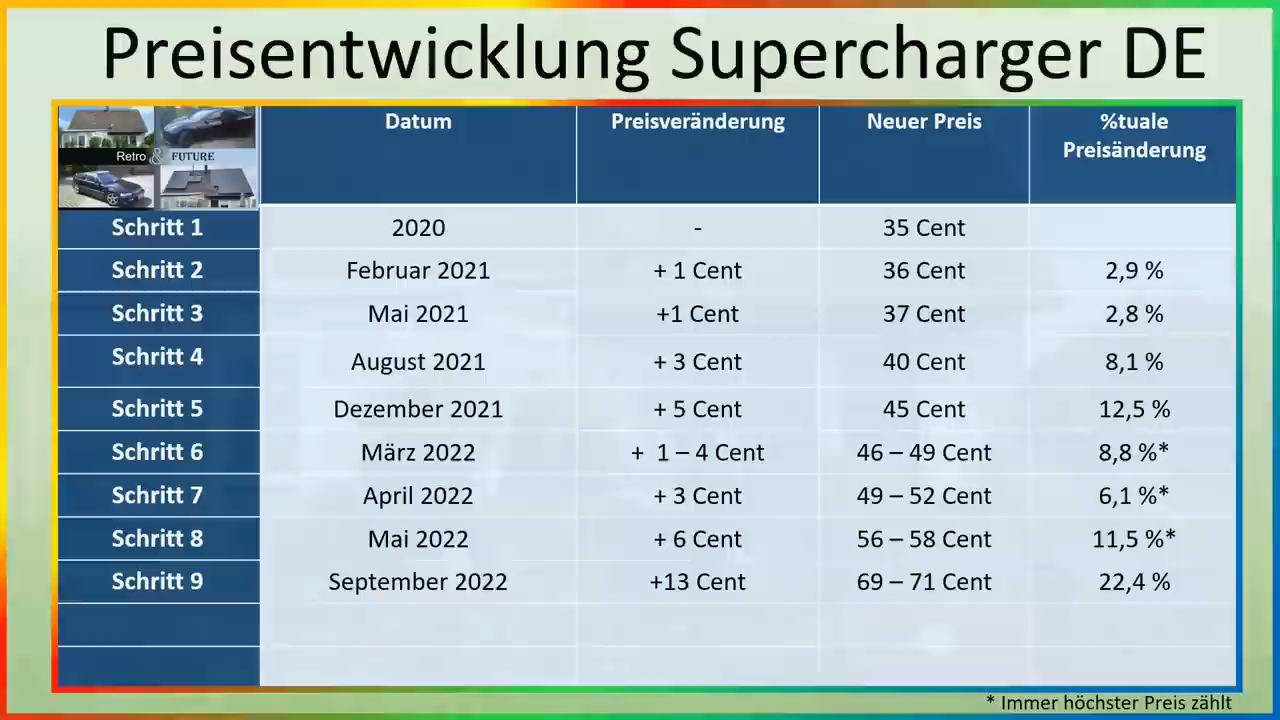 Preisentwicklung Supercharger DE
Retro & FUTURE
Datum Preisveränderung Neuer Preis %tuale
Preisänderung
Schritt 1 2020 - 35 Cent
Schritt 2 Februar 2021 + 1 Cent 36 Cent 2,9 %
Schritt 3 Mai 2021 +1 Cent 37 Cent 2,8 %
Schritt 4 August 2021 + 3 Cent 40 Cent 8,1 %
Schritt 5 Dezember 2021 + 5 Cent 45 Cent 12,5 %
Schritt 6 März 2022 + 1 – 4 Cent 46 – 49 Cent 8,8 %*
Schritt 7 April 2022 + 3 Cent 49 – 52 Cent 6,1 %*
Schritt 8 Mai 2022 + 6 Cent 56 – 58 Cent 11,5 %*
Schritt 9 September 2022 +13 Cent 69 – 71 Cent 22,4 %
* Immer höchster Preis zählt